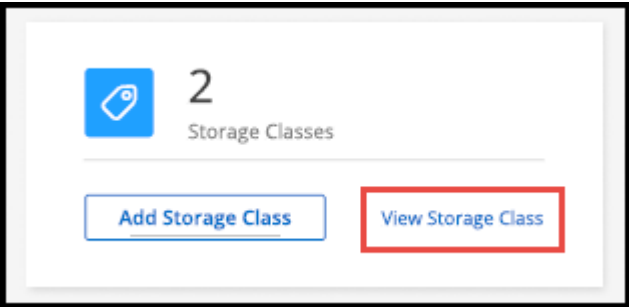 2
Storage Classes
Add Storage Class
View Storage Class